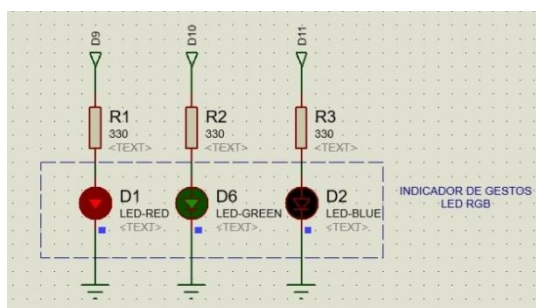 D9
D10
D11
R1
330
<TEXT>
R2
330
<TEXT>
R3
330
<TEXT>
D1
LED-RED
<TEXT>
D6
LED-GREEN
<TEXT>
D2
LED-BLUE
<TEXT>
INDICADOR DE GESTOS
LED RGB